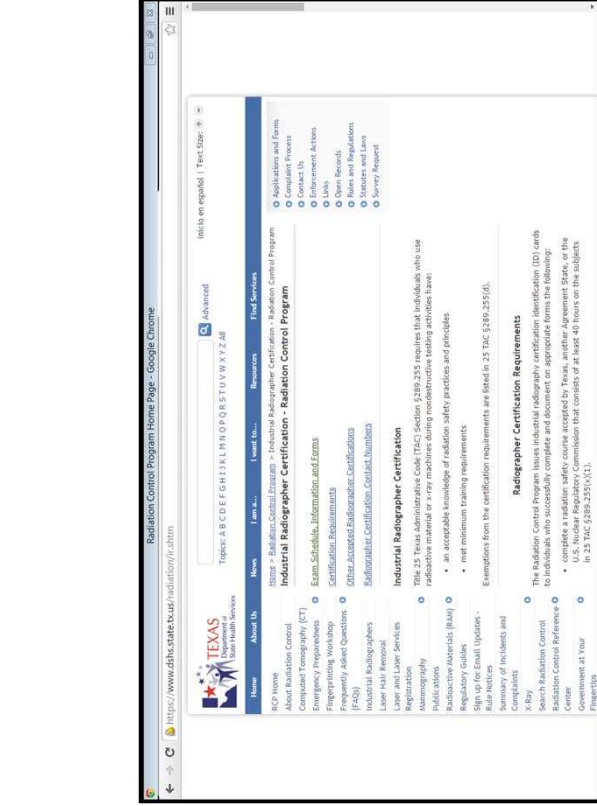 Radiation Control Program Home Page - Google Chrome
https://www.dshs.state.tx.us/radiation/ir.shtm
TEXAS
Department of
State Health Services
Advanced
Inicio en español | Text Size:
Topics: A B C D E F G H I J K L M N O P Q R S T U V W X Y Z All
Home About Us News I am a... I want to... Resources Find Services
RCP Home
About Radiation Control
Computed Tomography (CT)
Emergency Preparedness
Fingerprinting Workshop
Frequently Asked Questions
(FAQs)
Industrial Radiographers
Laser Hair Removal
Laser and Laser Services
Registration
Mammography
Publications
Radioactive Materials (RAM)
Regulatory Guides
Sign up for Email Updates -
Rule Notices
Summary of Incidents and
Complaints
X-Ray
Search Radiation Control
Radiation Control Reference
Center
Government at Your
Fingertips
Home > Radiation Control Program > Industrial Radiographer Certification - Radiation Control Program
Industrial Radiographer Certification - Radiation Control Program
Exam Schedule, Information and Forms
Certification Requirements
Other Accepted Radiographer Certifications
Radiographer Certification Contact Numbers
Industrial Radiographer Certification
Title 25 Texas Administrative Code (TAC) Section §289.255 requires that individuals who use
radioactive material or x-ray machines during nondestructive testing activities have:
• an acceptable knowledge of radiation safety practices and principles
• met minimum training requirements
Exemptions from the certification requirements are listed in 25 TAC §289.255(d).
Radiographer Certification Requirements
The Radiation Control Program issues industrial radiography certification identification (ID) cards
to individuals who successfully complete and document on appropriate forms the following:
• complete a radiation safety course accepted by Texas, another Agreement State, or the
U.S. Nuclear Regulatory Commission that consists of at least 40 hours on the subjects
in 25 TAC §289.255(x)(1).
Applications and Forms
Complaint Process
Contact Us
Enforcement Actions
Links
Open Records
Rules and Regulations
Statutes and Laws
Survey Request